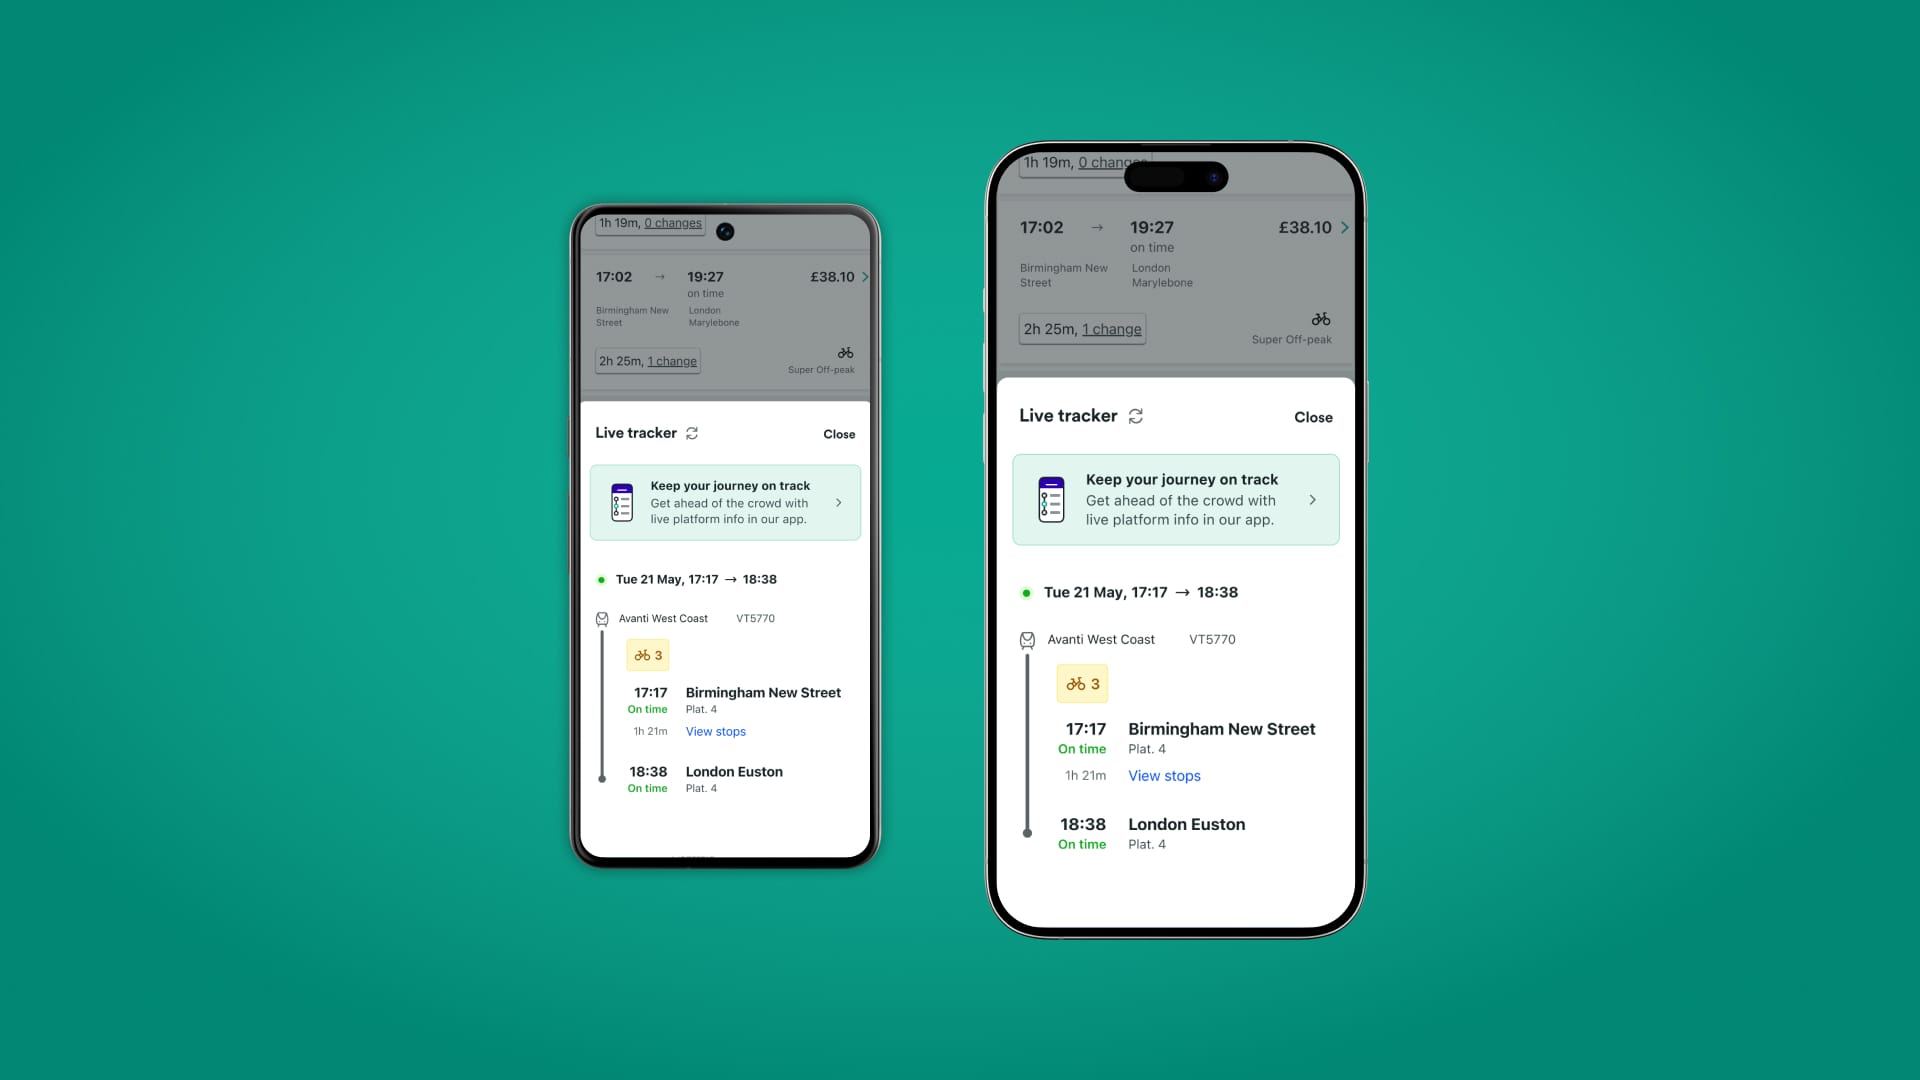 1h 19m, 0 changes
17:02 → 19:27 £38.10
on time
Birmingham New London
Street Marylebone
2h 25m, 1 change
Super Off-peak
Live tracker Close
Keep your journey on track
Get ahead of the crowd with
live platform info in our app.
Tue 21 May, 17:17 → 18:38
Avanti West Coast VT5770
3
17:17 Birmingham New Street
On time Plat. 4
1h 21m View stops
18:38 London Euston
On time Plat. 4
1h 19m, 0 changes
17:02 → 19:27 £38.10
on time
Birmingham New London
Street Marylebone
2h 25m, 1 change
Super Off-peak
Live tracker Close
Keep your journey on track
Get ahead of the crowd with
live platform info in our app.
Tue 21 May, 17:17 → 18:38
Avanti West Coast VT5770
3
17:17 Birmingham New Street
On time Plat. 4
1h 21m View stops
18:38 London Euston
On time Plat. 4